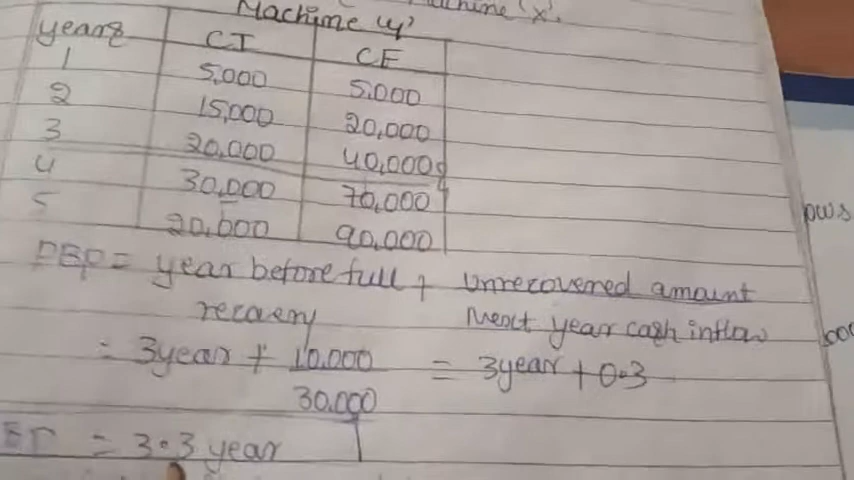 Machine 'x'.
Machine 'y'
years CI CF
1 5,000 5,000
2 15,000 20,000
3 20,000 40,000
4 30,000 70,000
5 20,000 90,000
PBP = year before full + Unrecovered amount
recovery Next year cash inflow
= 3year + 10,000 = 3year + 0.3
30,000
= 3.3 year
ows